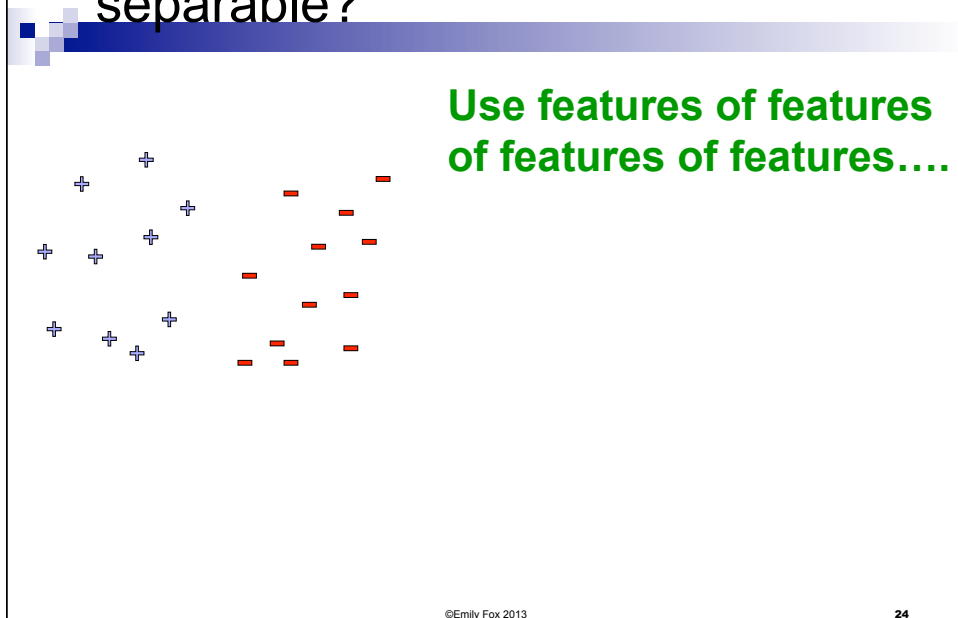 separable?
Use features of features
of features of features….
©Emily Fox 2013
24